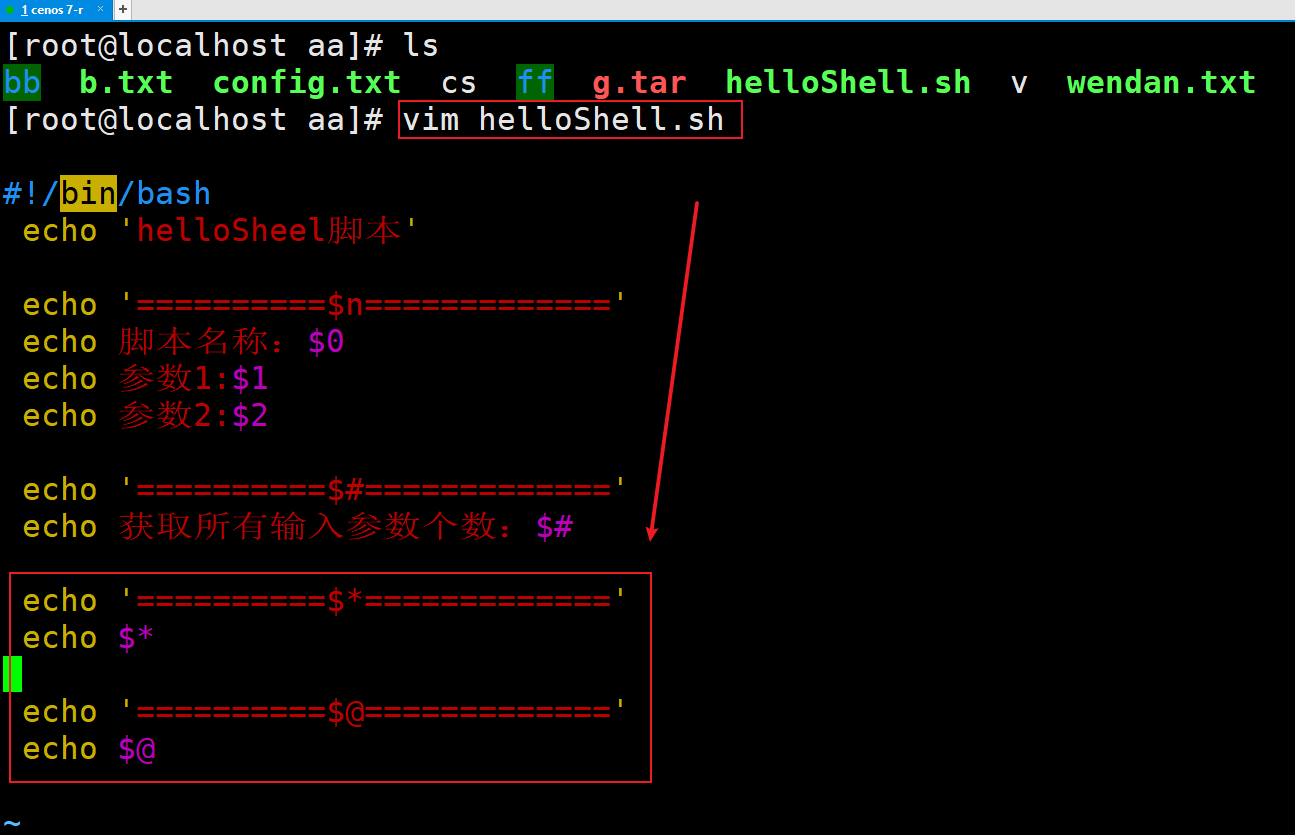 1 cenos 7-r × +
[root@localhost aa]# ls
bb b.txt config.txt cs ff g.tar helloShell.sh v wendan.txt
[root@localhost aa]# vim helloShell.sh
#!/bin/bash
echo 'helloSheel脚本'
echo '==========$n============='
echo 脚本名称：$0
echo 参数1:$1
echo 参数2:$2
echo '==========$#============='
echo 获取所有输入参数个数：$#
echo '==========$*============='
echo $*
echo '==========$@============='
echo $@
~